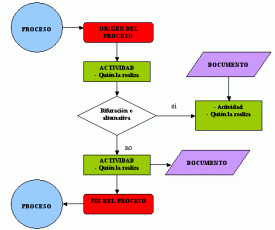 PROCESO
ORIGEN DEL
PROCESO
ACTIVIDAD
- Quién la realiza
DOCUMENTO
Bifurcación o
alternativa
si
- Actividad
- Quién la realiza
no
ACTIVIDAD
- Quién la realiza
DOCUMENTO
PROCESO
FIN DEL PROCESO